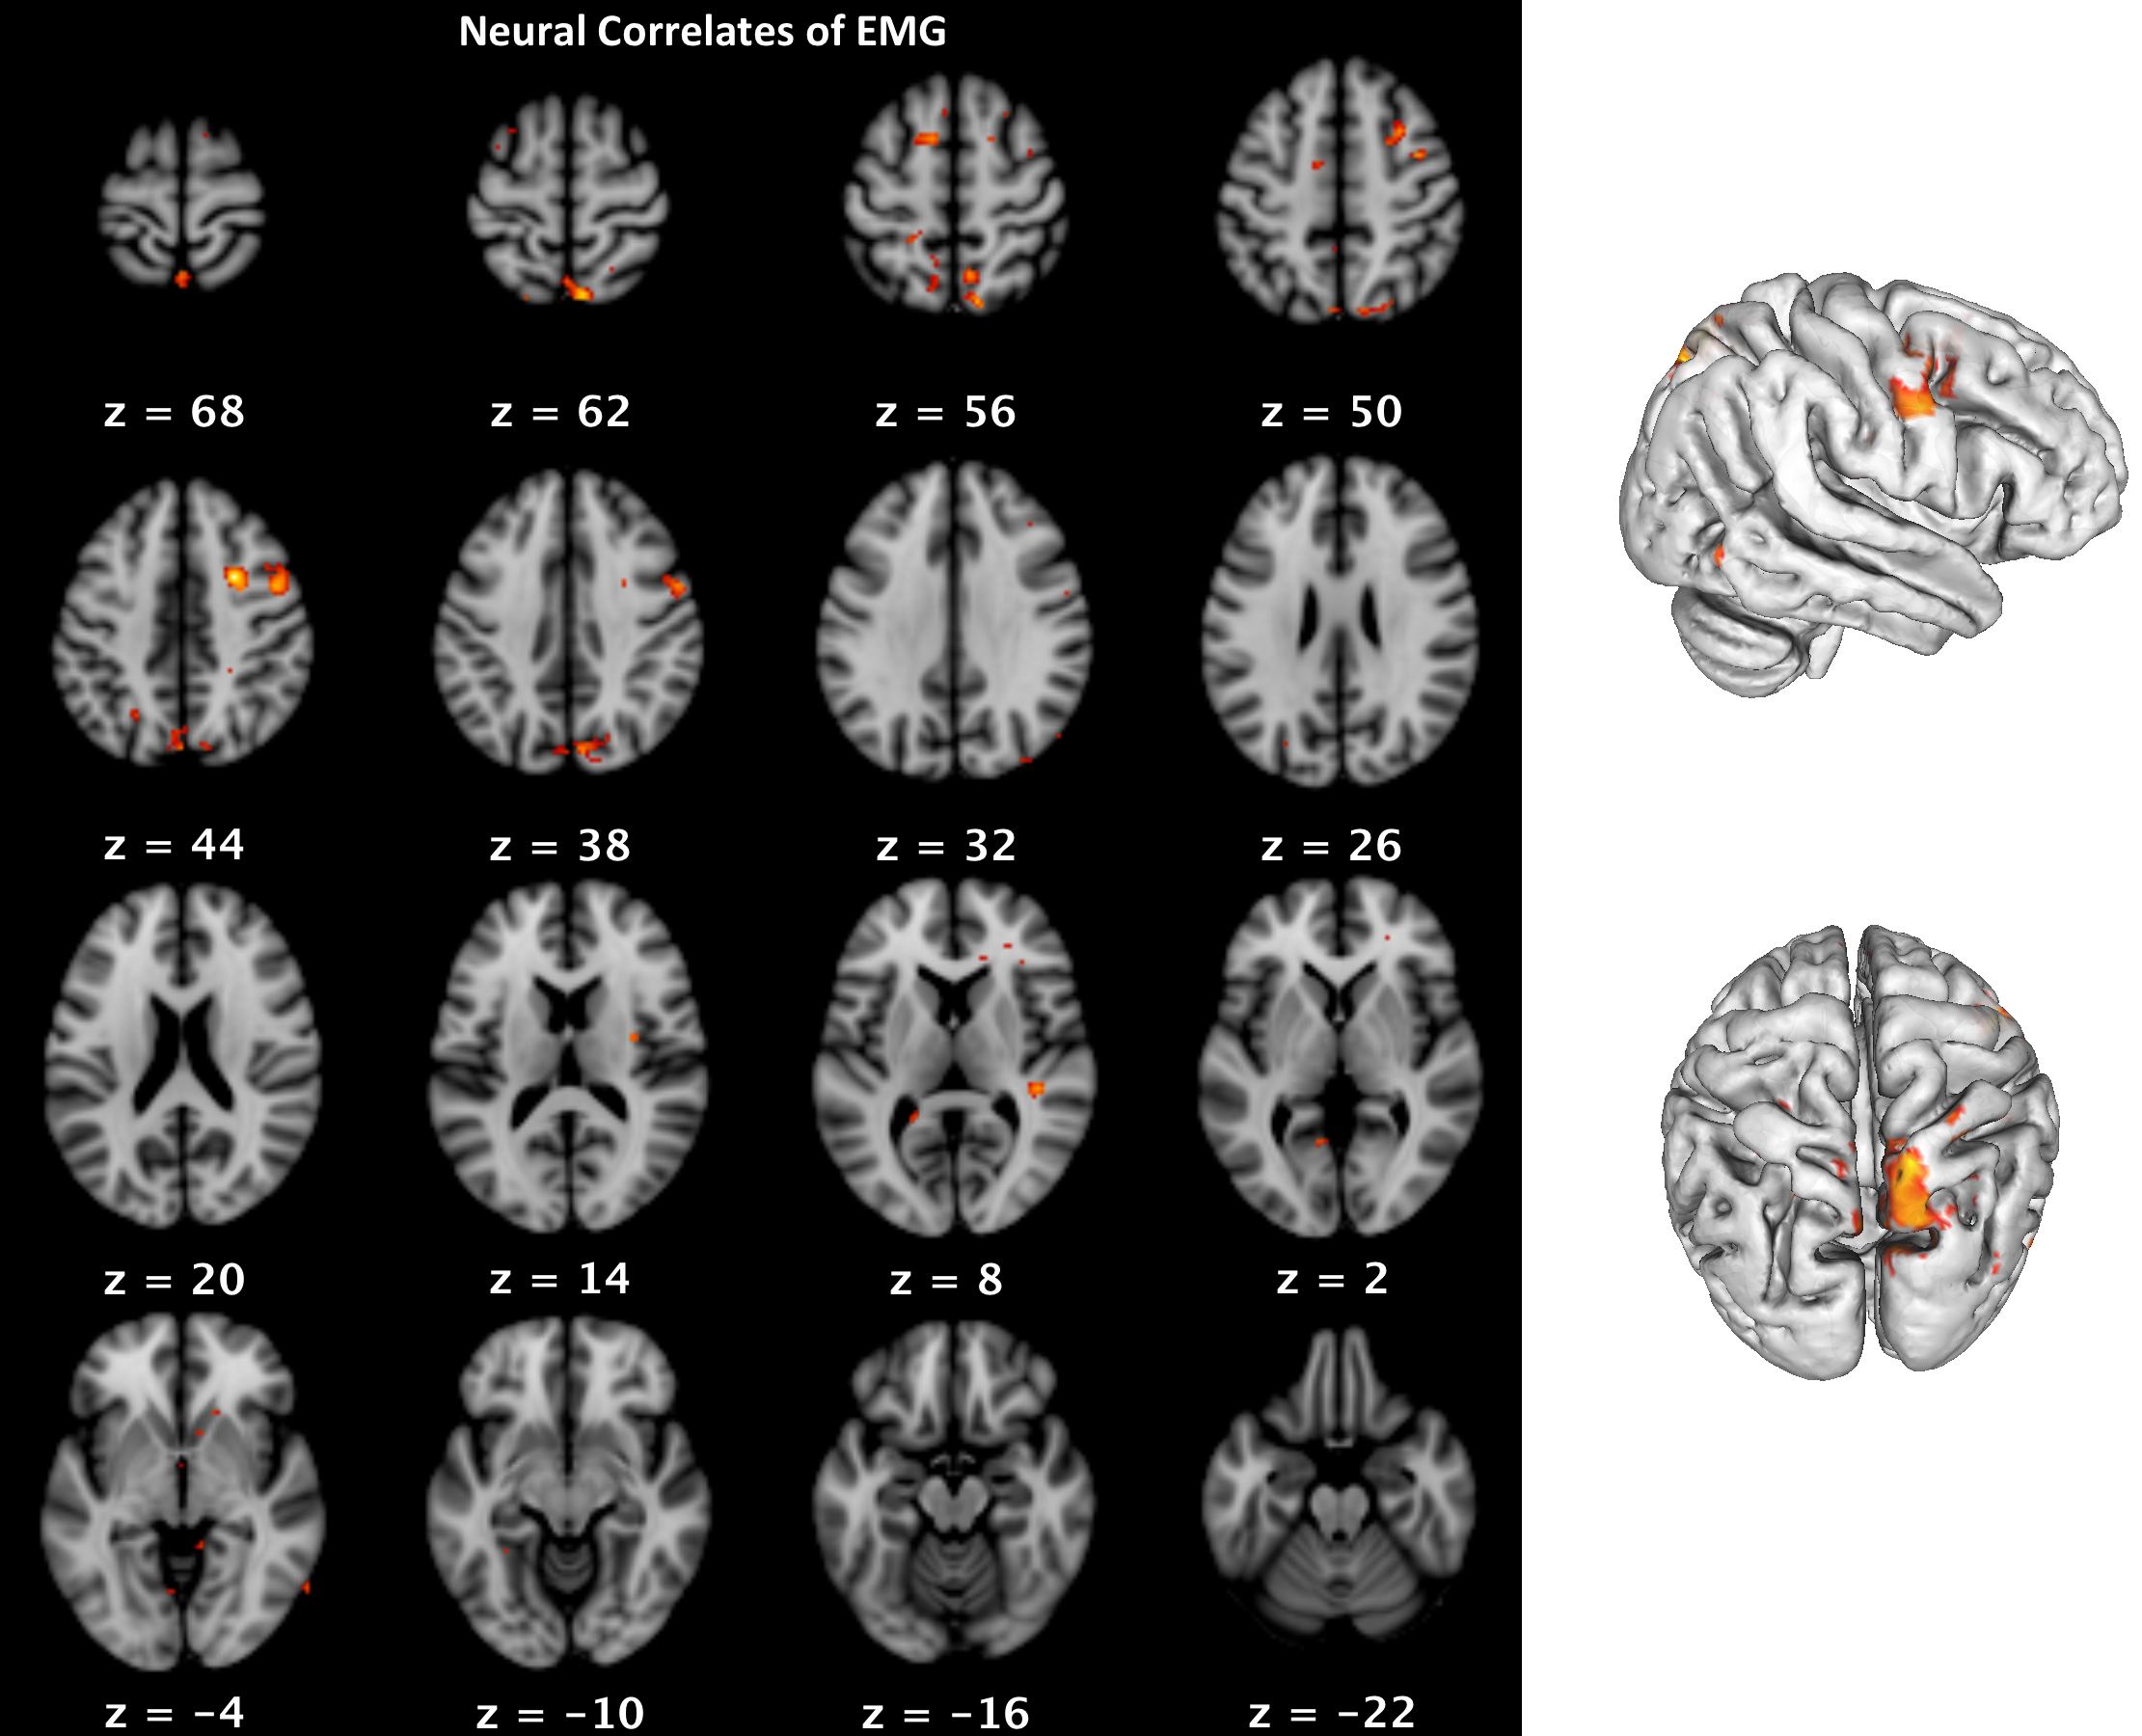 Neural Correlates of EMG
z = 68
z = 62
z = 56
z = 50
z = 44
z = 38
z = 32
z = 26
z = 20
z = 14
z = 8
z = 2
z = -4
z = -10
z = -16
z = -22